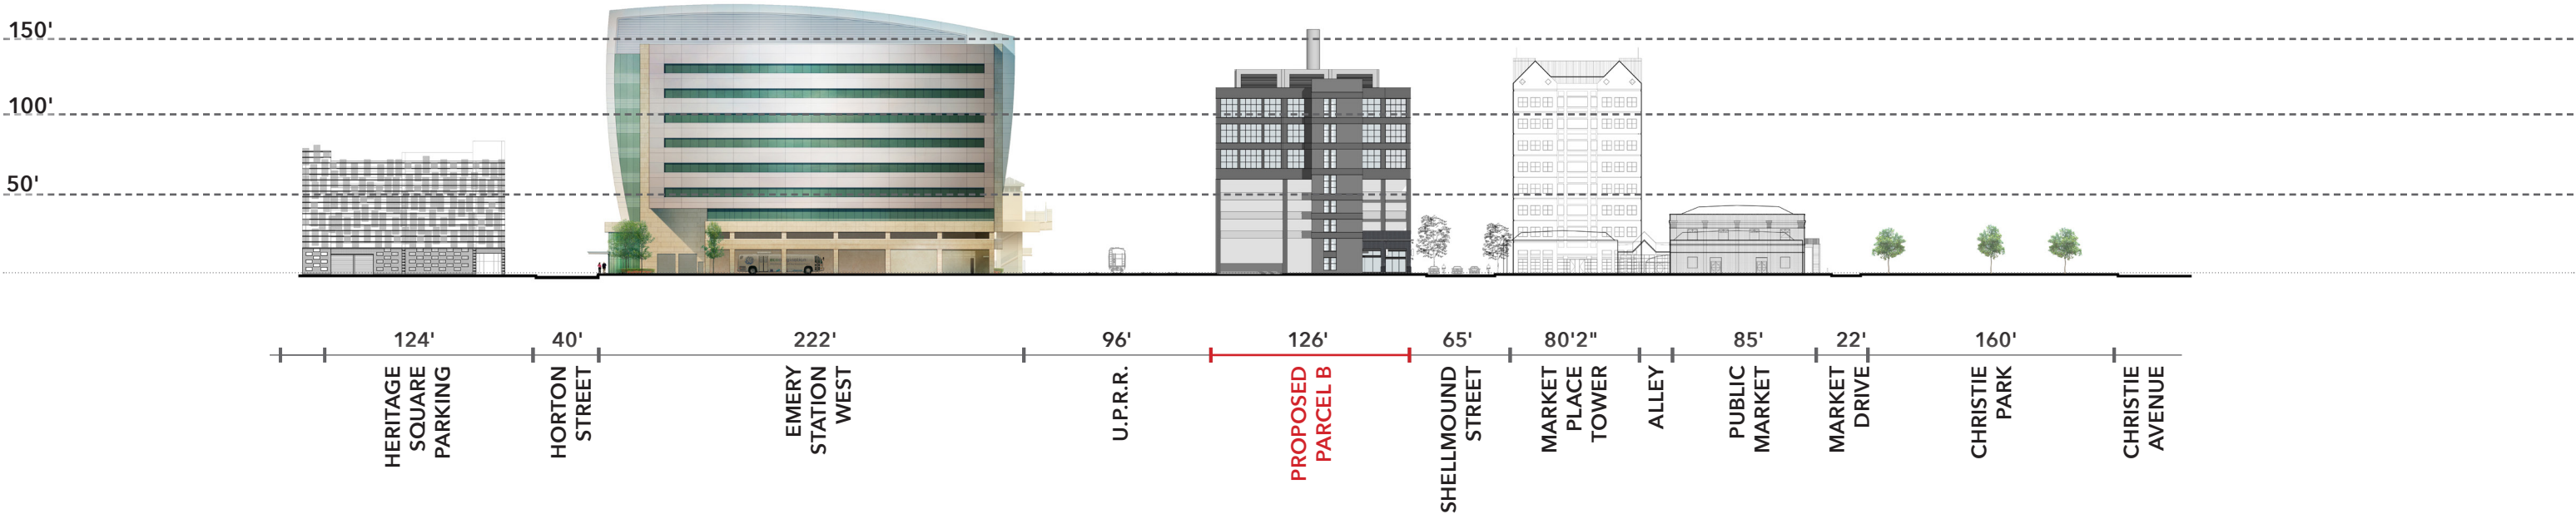 150'
100'
50'
124'
40'
222'
96'
126'
65'
80'2"
85'
22'
160'
HERITAGE
SQUARE
PARKING
HORTON
STREET
EMERY
STATION
WEST
U.P.R.R.
PROPOSED
PARCEL B
SHELLMOUND
STREET
MARKET
PLACE
TOWER
ALLEY
PUBLIC
MARKET
MARKET
DRIVE
CHRISTIE
PARK
CHRISTIE
AVENUE